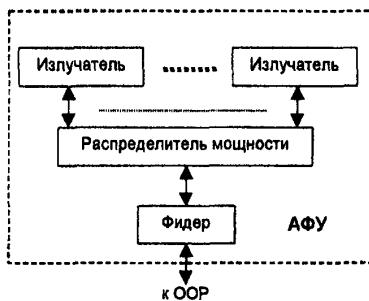 Излучатель Излучатель
Распределитель мощности
Фидер АФУ
к ООР